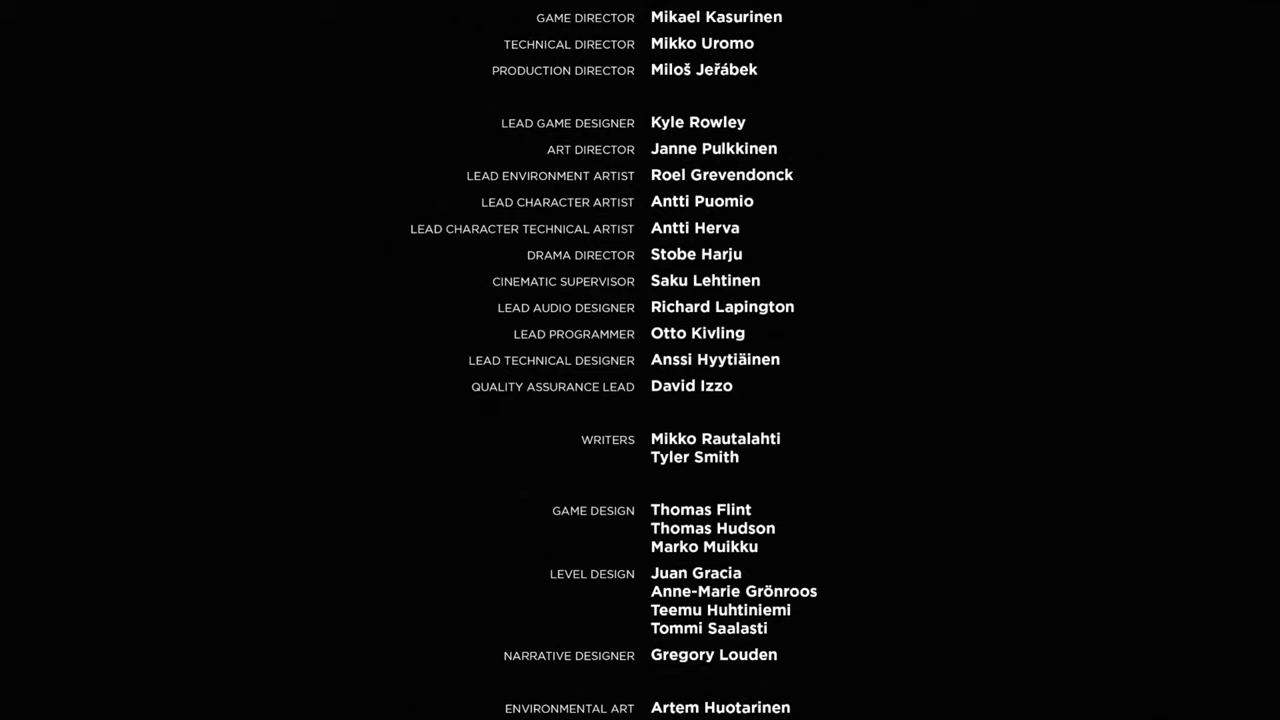 GAME DIRECTOR Mikael Kasurinen
TECHNICAL DIRECTOR Mikko Uromo
PRODUCTION DIRECTOR Miloš Jeřábek
LEAD GAME DESIGNER Kyle Rowley
ART DIRECTOR Janne Pulkkinen
LEAD ENVIRONMENT ARTIST Roel Grevendonck
LEAD CHARACTER ARTIST Antti Puomio
LEAD CHARACTER TECHNICAL ARTIST Antti Herva
DRAMA DIRECTOR Stobe Harju
CINEMATIC SUPERVISOR Saku Lehtinen
LEAD AUDIO DESIGNER Richard Lapington
LEAD PROGRAMMER Otto Kivling
LEAD TECHNICAL DESIGNER Anssi Hyytiäinen
QUALITY ASSURANCE LEAD David Izzo
WRITERS Mikko Rautalahti
Tyler Smith
GAME DESIGN Thomas Flint
Thomas Hudson
Marko Muikku
LEVEL DESIGN Juan Gracia
Anne-Marie Grönroos
Teemu Huhtiniemi
Tommi Saalasti
NARRATIVE DESIGNER Gregory Louden
ENVIRONMENTAL ART Artem Huotarinen